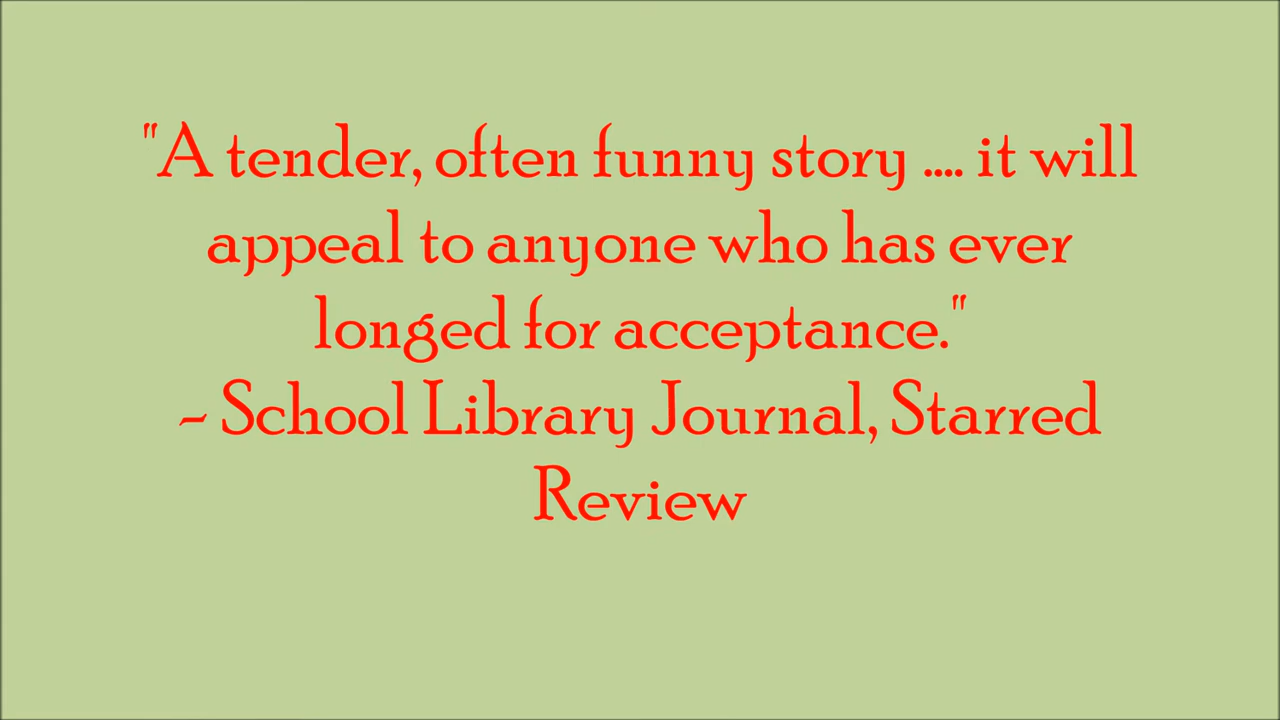 "A tender, often funny story .... it will
appeal to anyone who has ever
longed for acceptance."
- School Library Journal, Starred
Review